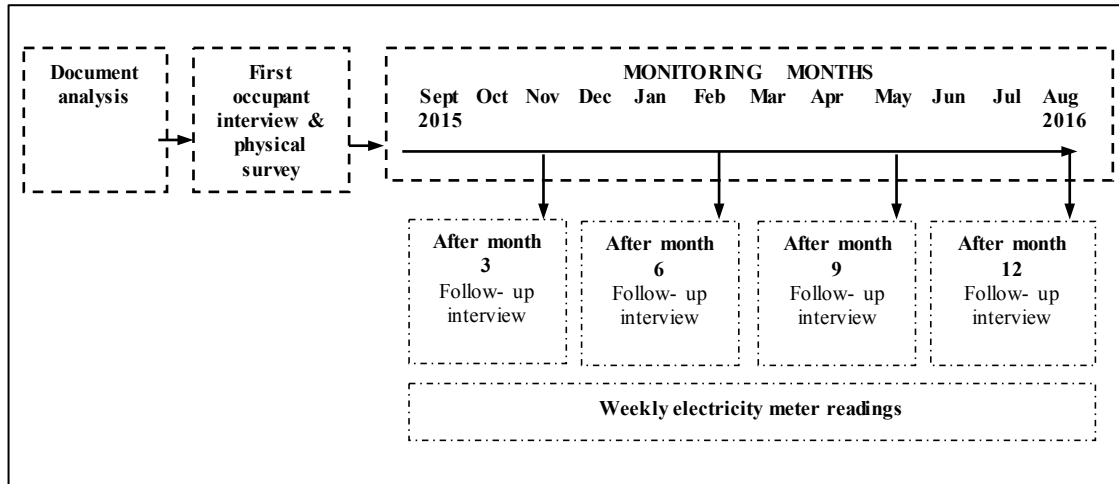 Document
analysis
First
occupant
interview &
physical
survey
MONITORING MONTHS
Sept Oct Nov Dec Jan Feb Mar Apr May Jun Jul Aug
2015 2016
After month
3
Follow- up
interview
After month
6
Follow- up
interview
After month
9
Follow- up
interview
After month
12
Follow- up
interview
Weekly electricity meter readings